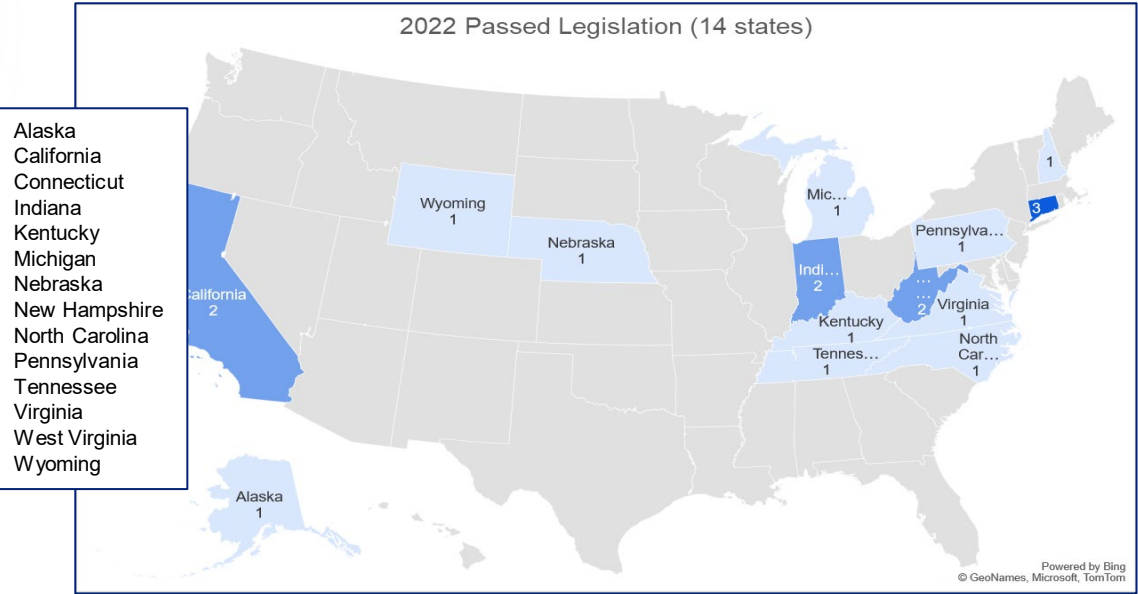 2022 Passed Legislation (14 states)
Alaska
California
Connecticut
Indiana
Kentucky
Michigan
Nebraska
New Hampshire
North Carolina
Pennsylvania
Tennessee
Virginia
West Virginia
Wyoming
Wyoming
1
Nebraska
1
Mic...
1
1
3
Pennsylva...
1
Indi...
2
...
...
2
Virginia
1
California
2
Kentucky
1
Tennes...
1
North
Car...
1
Alaska
1
Powered by Bing
© GeoNames, Microsoft, TomTom